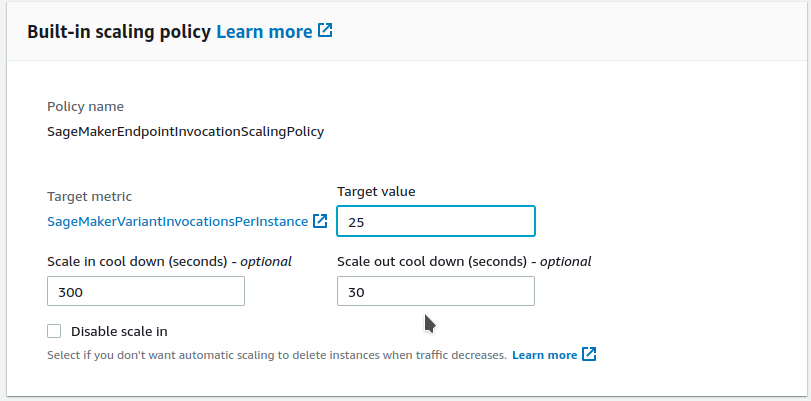 Built-in scaling policy Learn more
Policy name
SageMakerEndpointInvocationScalingPolicy
Target metric
Target value
SageMakerVariantInvocationsPerInstance
25
Scale in cool down (seconds) - optional
Scale out cool down (seconds) - optional
300
30
Disable scale in
Select if you don't want automatic scaling to delete instances when traffic decreases. Learn more